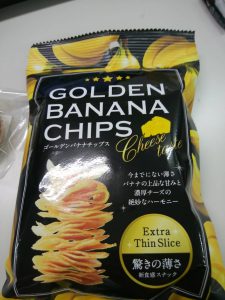 GOLDEN
BANANA
CHIPS
ゴールデンバナナチップス
Cheese taste
今までにない薄さ
バナナの上品な甘みと
濃厚チーズの
絶妙なハーモニー
Extra
Thin Slice
驚きの薄さ
新食感スナック